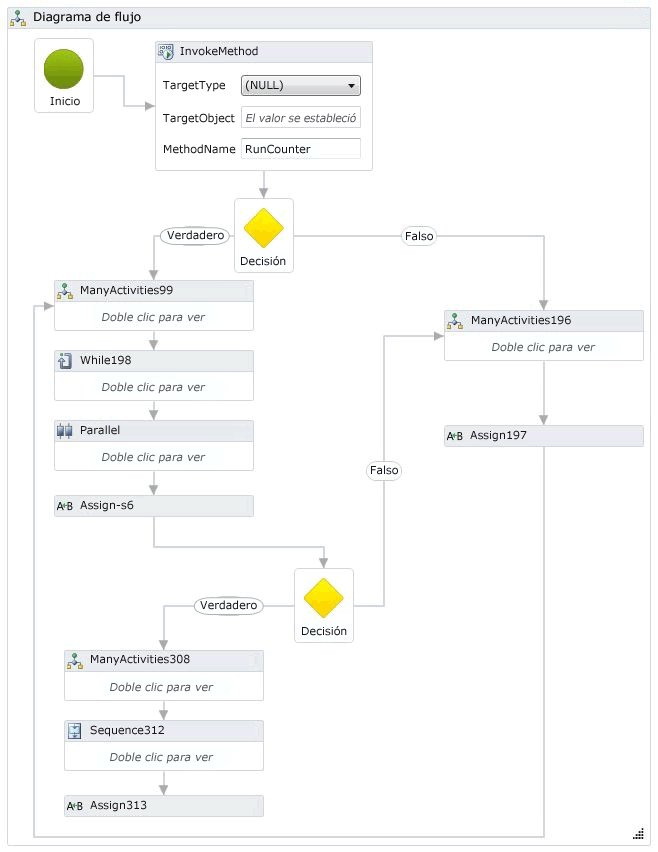 Diagrama de flujo
Inicio
InvokeMethod
TargetType (NULL)
TargetObject El valor se estableció
MethodName RunCounter
Decisión
Verdadero
Falso
ManyActivities99
Doble clic para ver
While198
Doble clic para ver
Parallel
Doble clic para ver
A+B Assign-s6
ManyActivities196
Doble clic para ver
A+B Assign197
Decisión
Verdadero
Falso
ManyActivities308
Doble clic para ver
Sequence312
Doble clic para ver
A+B Assign313